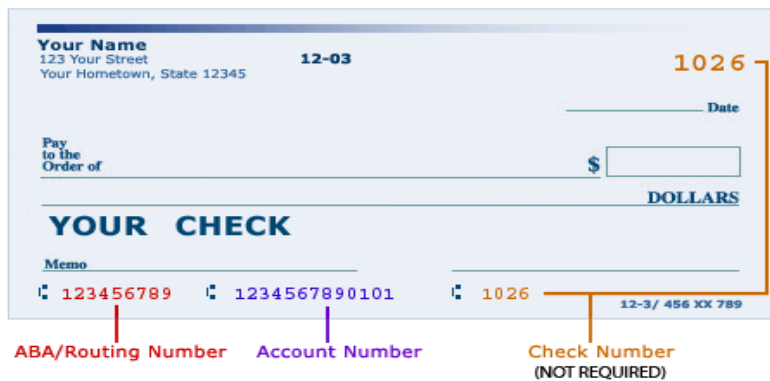 Your Name
123 Your Street
Your Hometown, State 12345
12-03
1026
Date
Pay
to the
Order of
$
DOLLARS
YOUR CHECK
Memo
⑆ 123456789 ⑆ 1234567890101 ⑆ 1026
12-3/ 456 XX 789
ABA/Routing Number Account Number Check Number
(NOT REQUIRED)